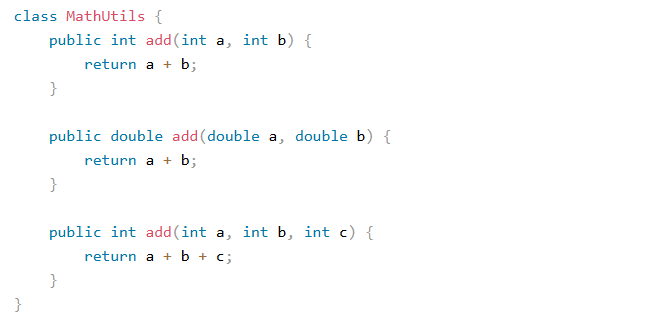 class MathUtils {
    public int add(int a, int b) {
        return a + b;
    }

    public double add(double a, double b) {
        return a + b;
    }

    public int add(int a, int b, int c) {
        return a + b + c;
    }
}